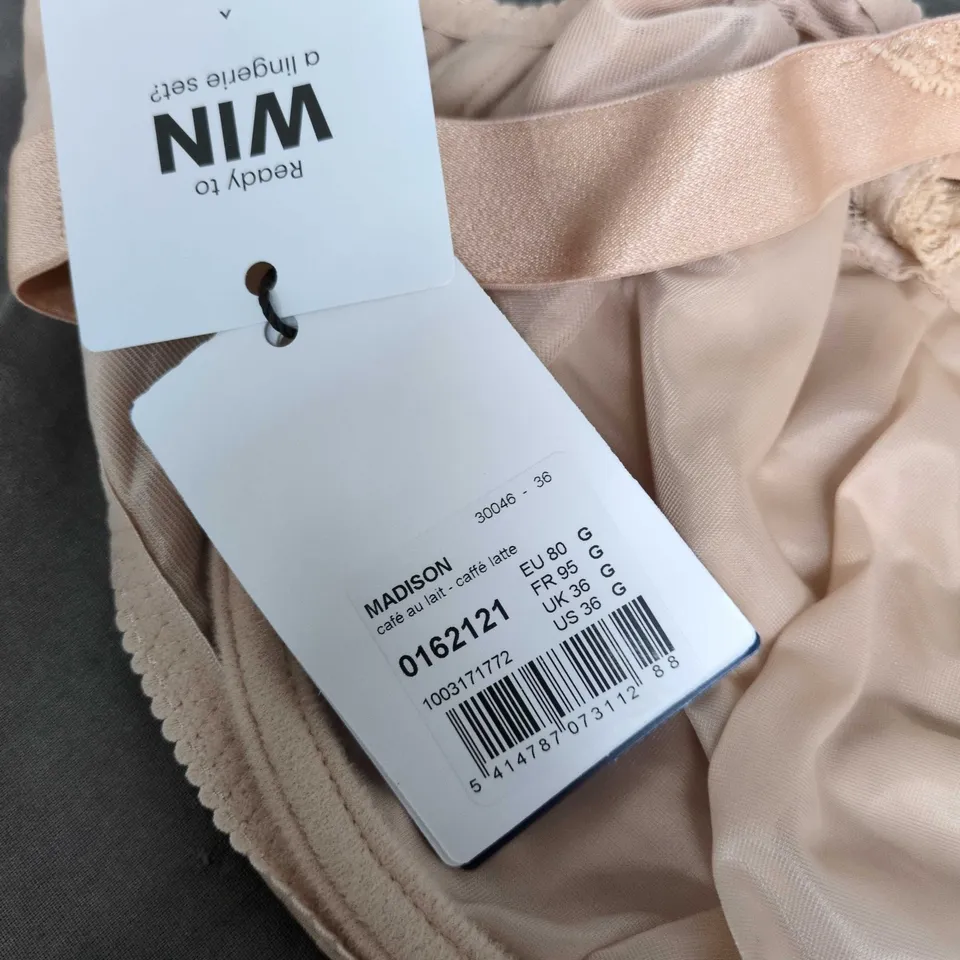 Ready to
WIN
a lingerie set?
30046 - 36
MADISON
café au lait - caffé latte
0162121
EU 80 G
FR 95 G
UK 36 G
US 36 G
1003171772
5 414787 073112 88